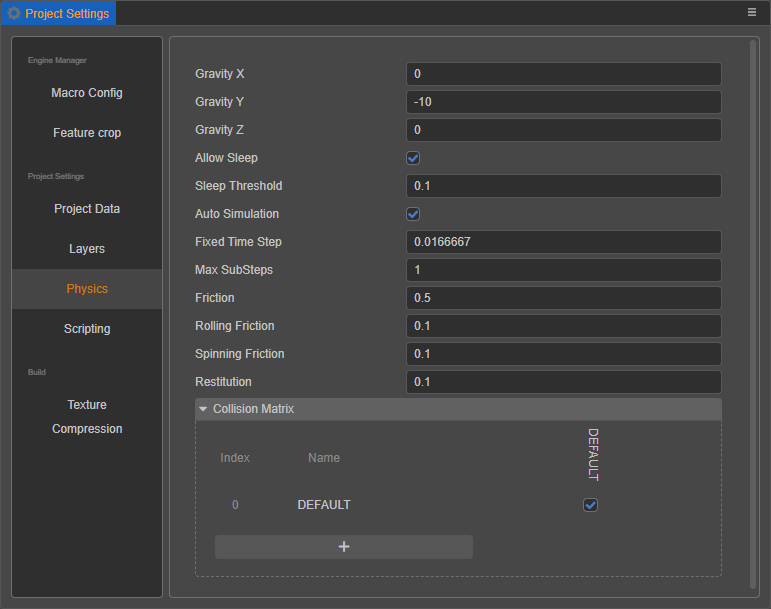 Project Settings
Engine Manager
Macro Config
Feature crop
Project Settings
Project Data
Layers
Physics
Scripting
Build
Texture
Compression
Gravity X 0
Gravity Y -10
Gravity Z 0
Allow Sleep
Sleep Threshold 0.1
Auto Simulation
Fixed Time Step 0.0166667
Max SubSteps 1
Friction 0.5
Rolling Friction 0.1
Spinning Friction 0.1
Restitution 0.1
Collision Matrix
Index Name DEFAULT
0 DEFAULT
+